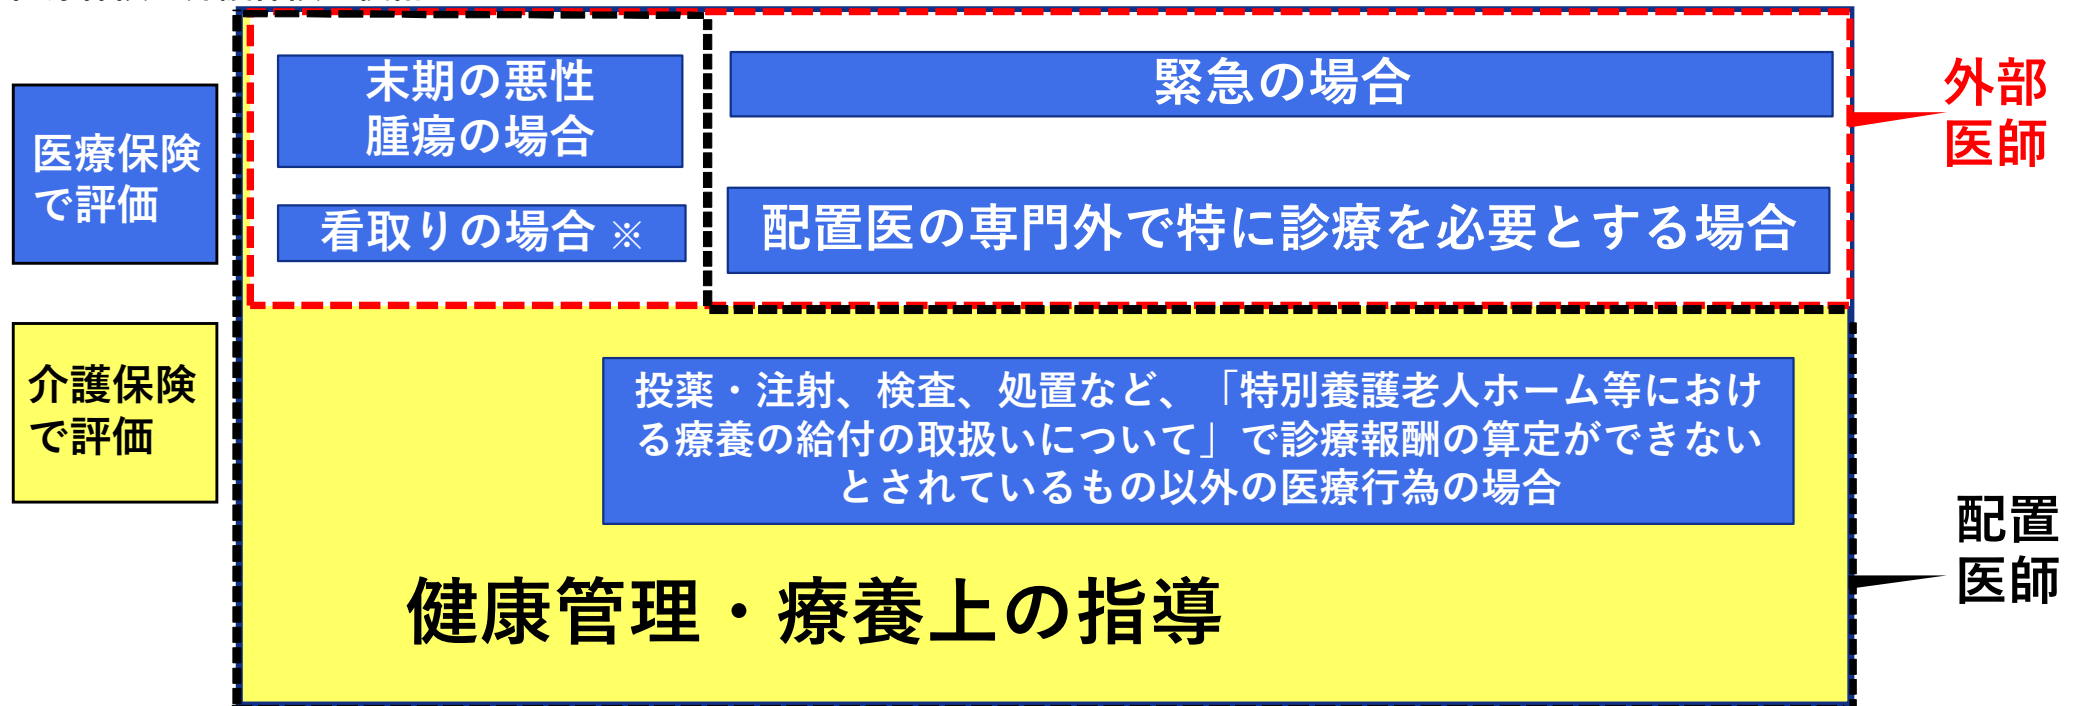 末期の悪性
腫瘍の場合
緊急の場合
外部
医師
医療保険
で評価
看取りの場合 ※
配置医の専門外で特に診療を必要とする場合
介護保険
で評価
投薬・注射、検査、処置など、「特別養護老人ホーム等におけ
る療養の給付の取扱いについて」で診療報酬の算定ができない
とされているもの以外の医療行為の場合
配置
医師
健康管理・療養上の指導